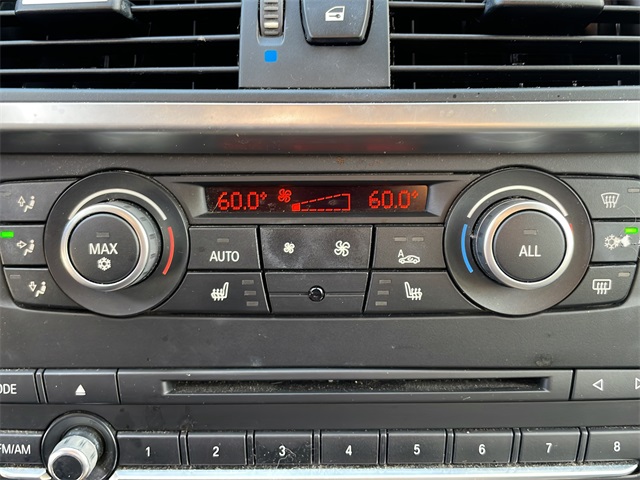 60.0° 60.0°
MAX AUTO A ALL
ODE
FM/AM 1 2 3 4 5 6 7 8